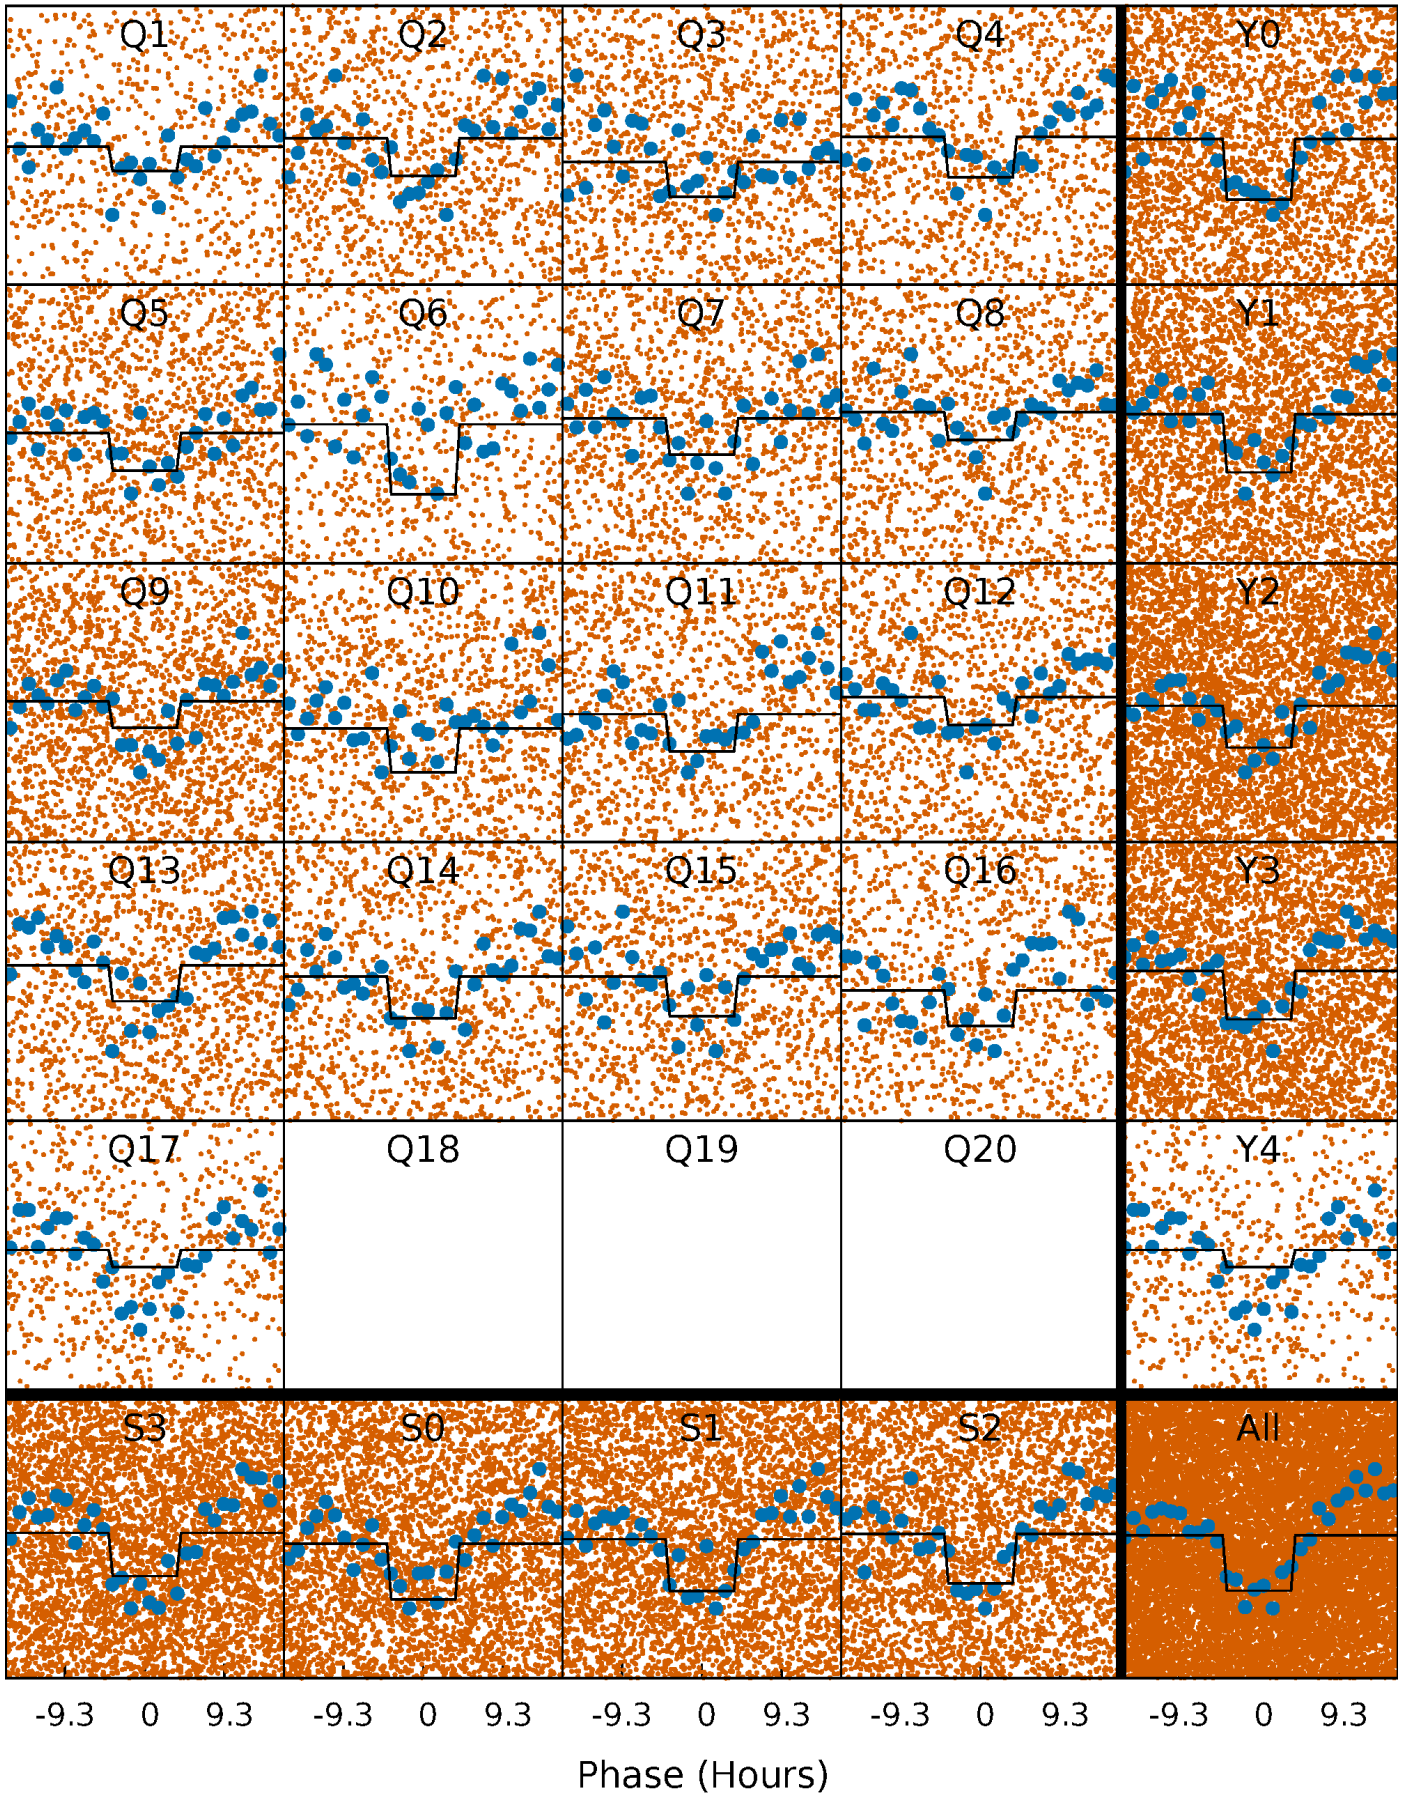 Q1 Q2 Q3 Q4 Y0
Q5 Q6 Q7 Q8 Y1
Q9 Q10 Q11 Q12 Y2
Q13 Q14 Q15 Q16 Y3
Q17 Q18 Q19 Q20 Y4
S3 S0 S1 S2 All
-9.3 0 9.3 -9.3 0 9.3 -9.3 0 9.3 -9.3 0 9.3 -9.3 0 9.3
Phase (Hours)